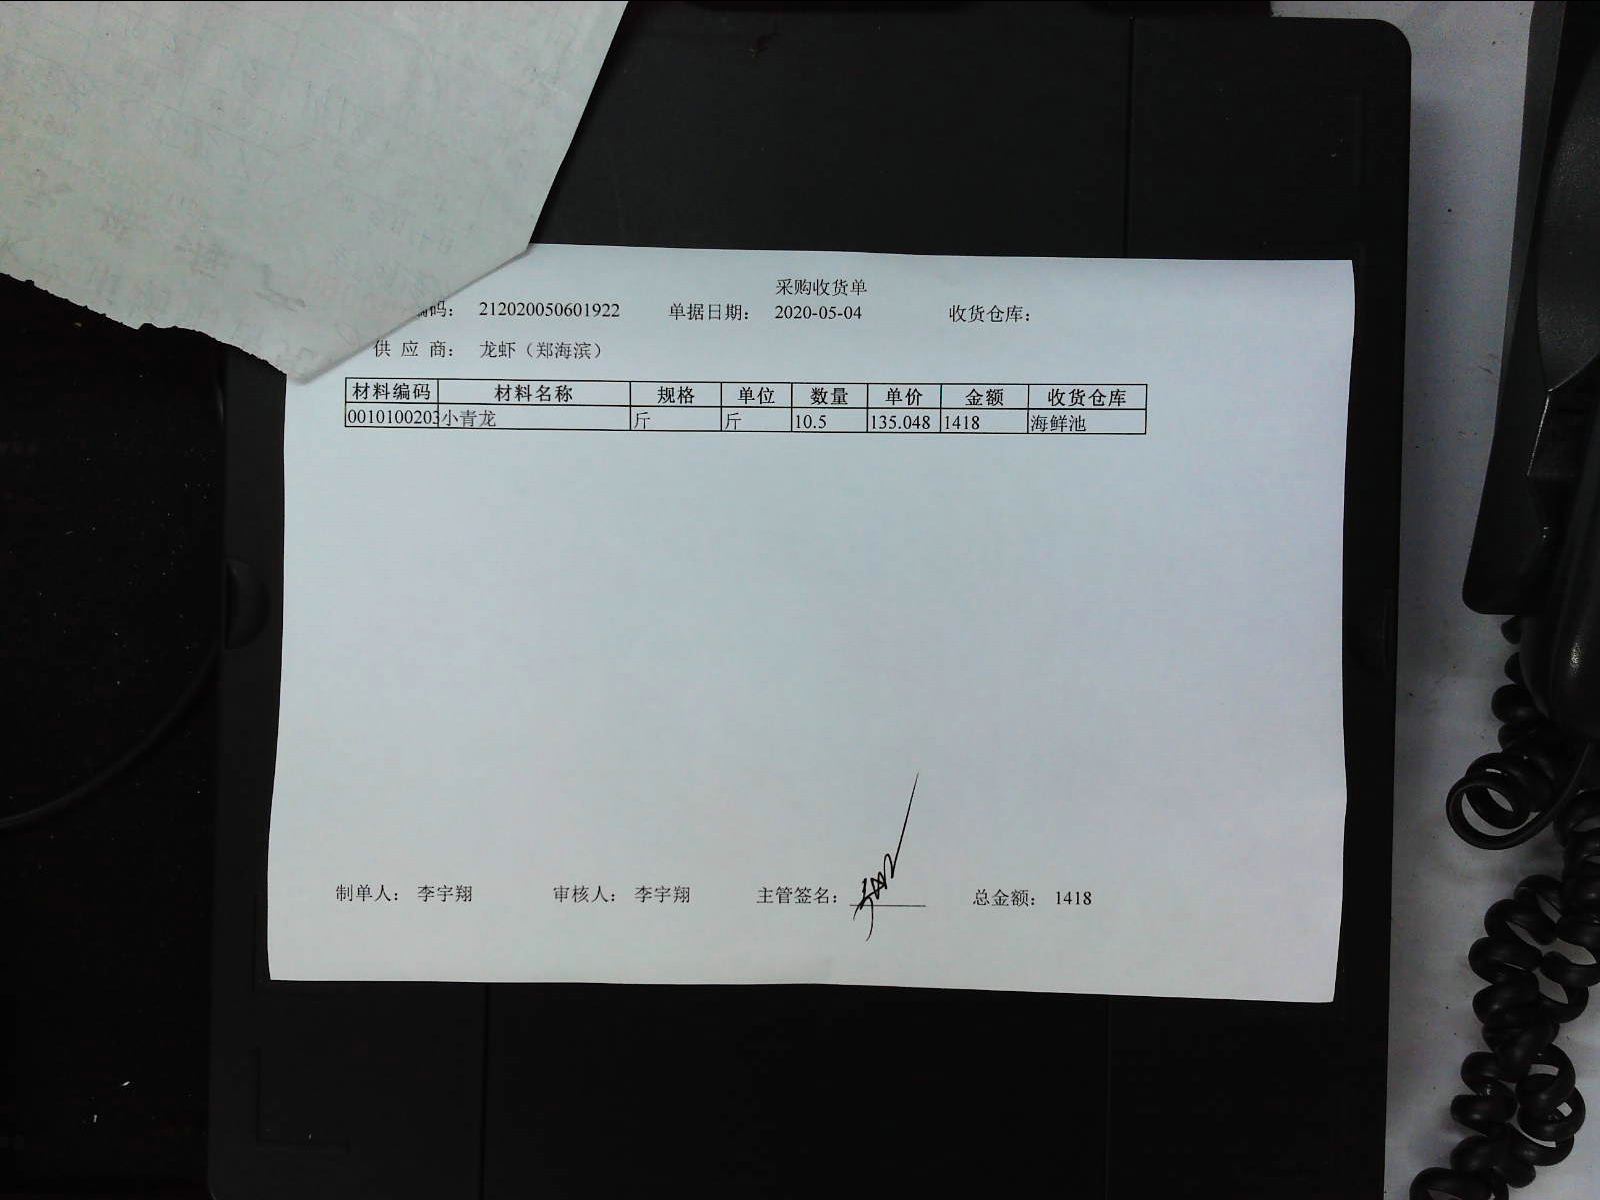 采购收货单
编码： 212020050601922 单据日期： 2020-05-04 收货仓库：
供 应 商： 龙虾（郑海滨）
材料编码 材料名称 规格 单位 数量 单价 金额 收货仓库
0010100203 小青龙 斤 斤 10.5 135.048 1418 海鲜池
制单人： 李宇翔 审核人： 李宇翔 主管签名： 总金额： 1418